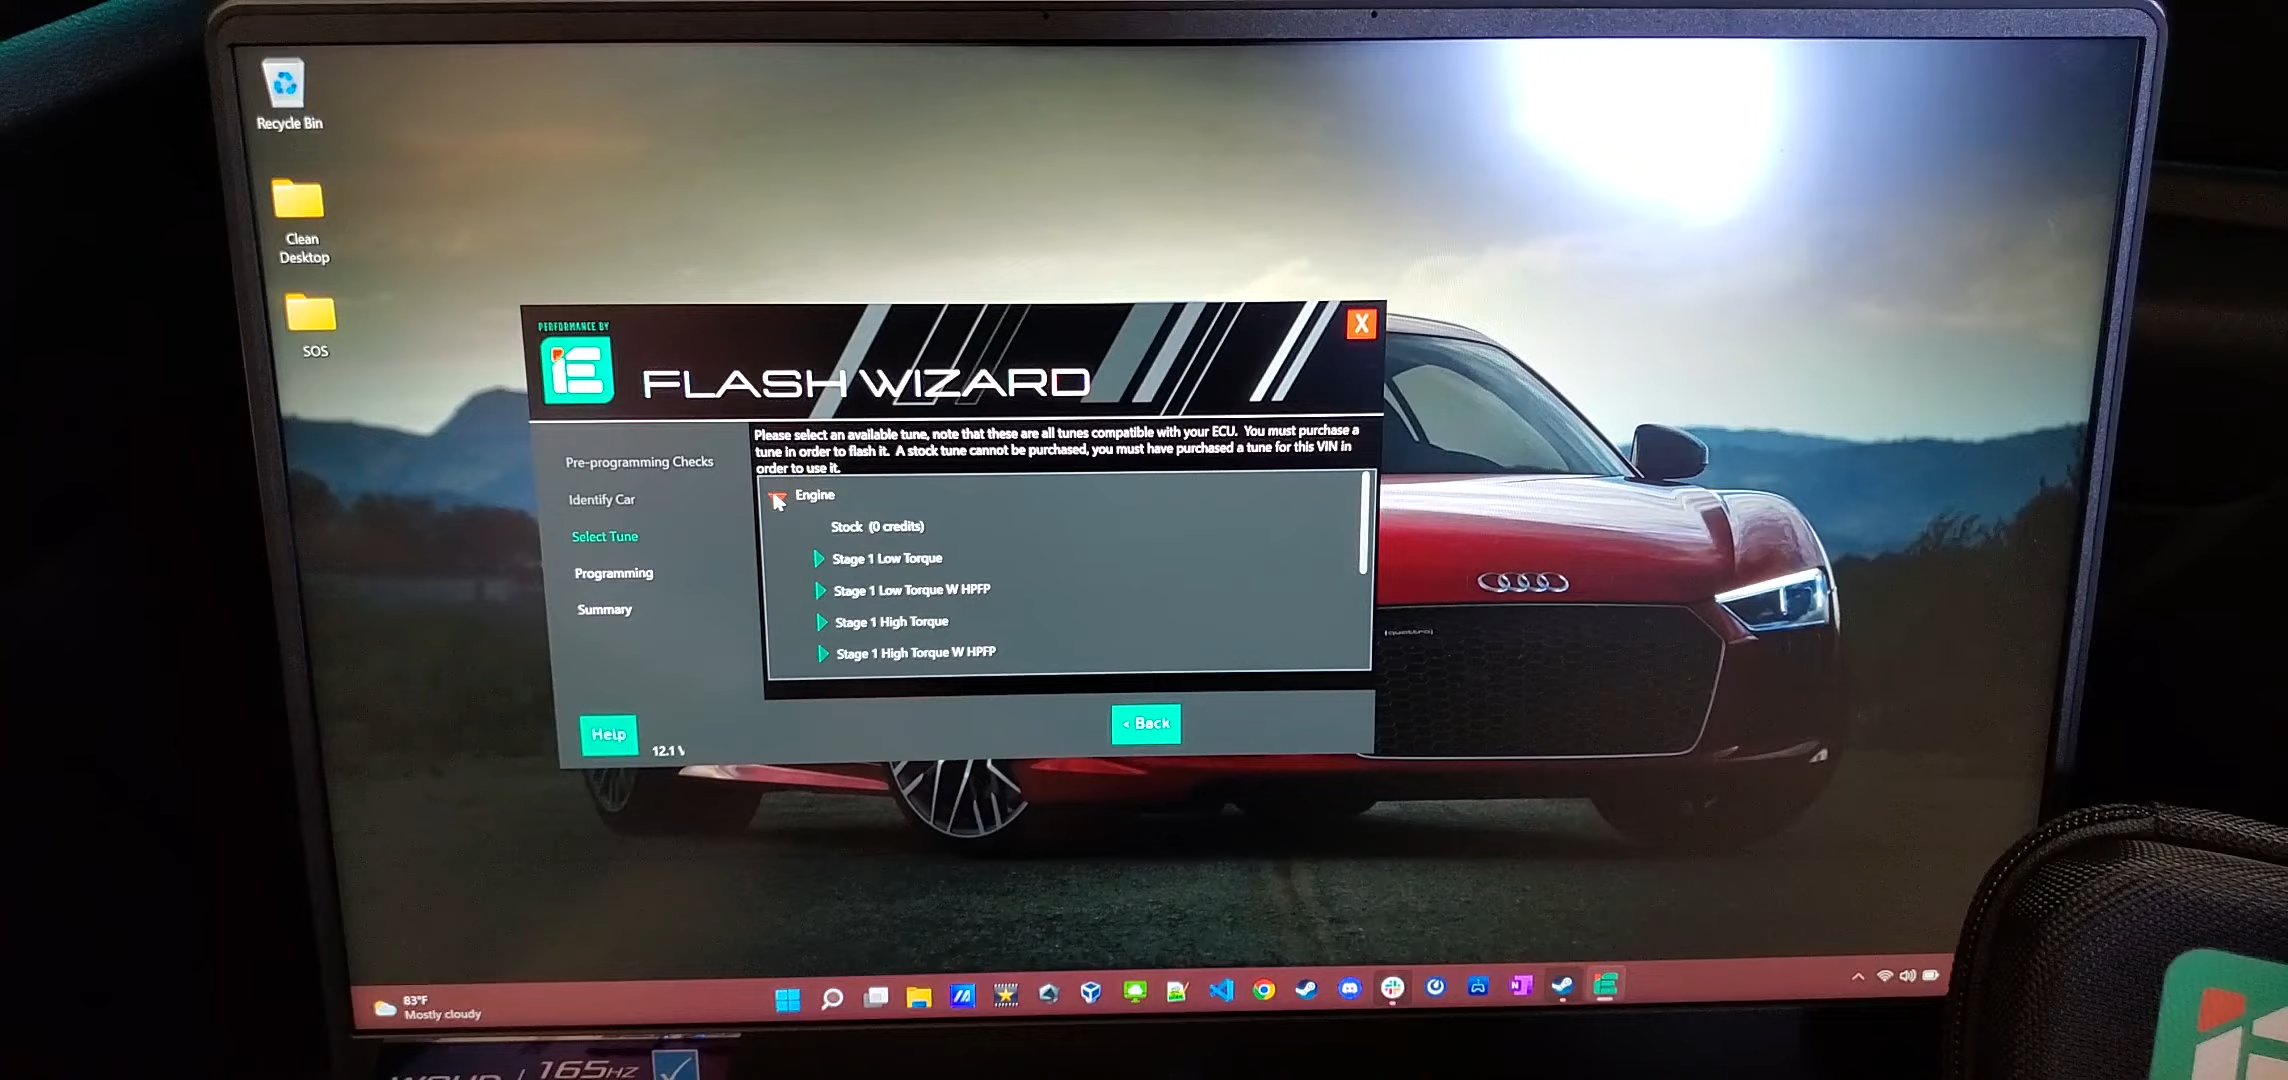 Recycle Bin
Clean
Desktop
SOS
PERFORMANCE BY
iE
FLASH WIZARD
X
Please select an available tune, note that these are all tunes compatible with your ECU. You must purchase a
tune in order to flash it. A stock tune cannot be purchased, you must have purchased a tune for this VIN in
order to use it.
Pre-programming Checks
Identify Car
Select Tune
Programming
Summary
Engine
Stock (0 credits)
Stage 1 Low Torque
Stage 1 Low Torque W HPFP
Stage 1 High Torque
Stage 1 High Torque W HPFP
Help
12.1 V
< Back
quattro
83°F
Mostly cloudy
165HZ